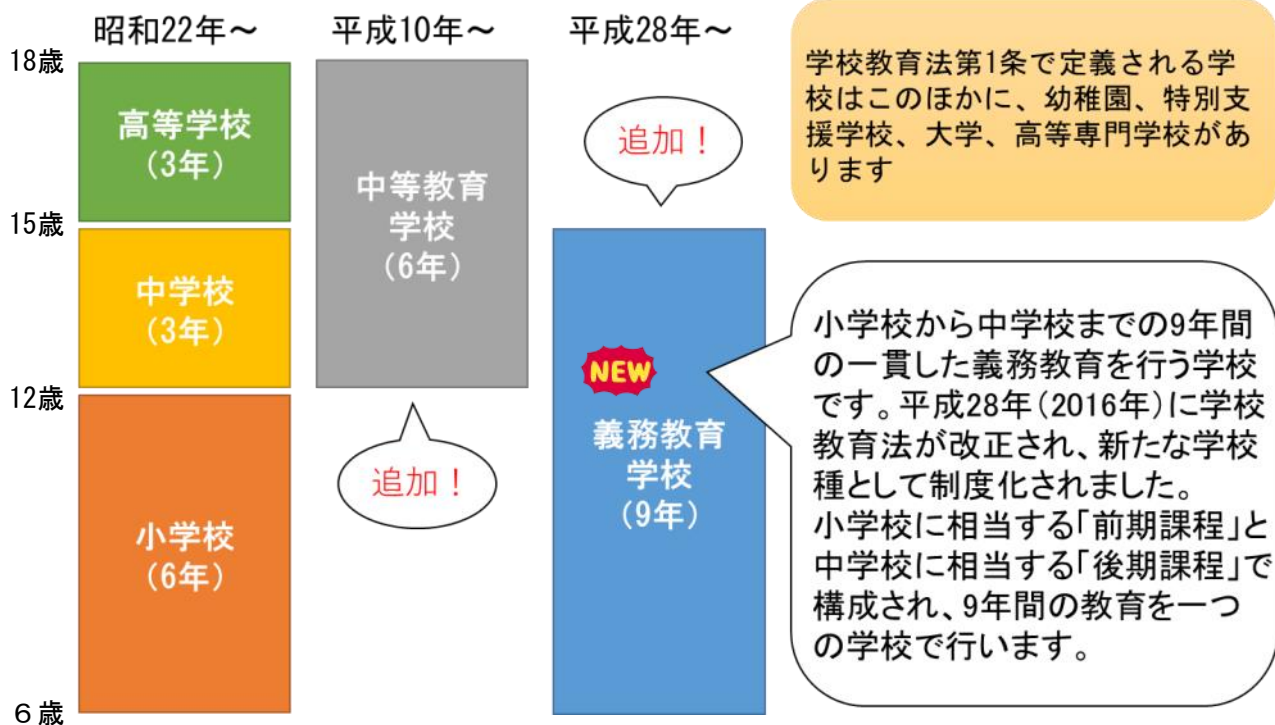 昭和22年～
平成10年～
平成28年～
18歳
15歳
12歳
６歳
高等学校
(3年)
中学校
(3年)
小学校
(6年)
中等教育
学校
(6年)
追加！
追加！
NEW
義務教育
学校
(9年)
学校教育法第1条で定義される学
校はこのほかに、幼稚園、特別支
援学校、大学、高等専門学校があ
ります
小学校から中学校までの9年間
の一貫した義務教育を行う学校
です。平成28年(2016年)に学校
教育法が改正され、新たな学校
種として制度化されました。
小学校に相当する｢前期課程｣と
中学校に相当する｢後期課程｣で
構成され、9年間の教育を一つ
の学校で行います。